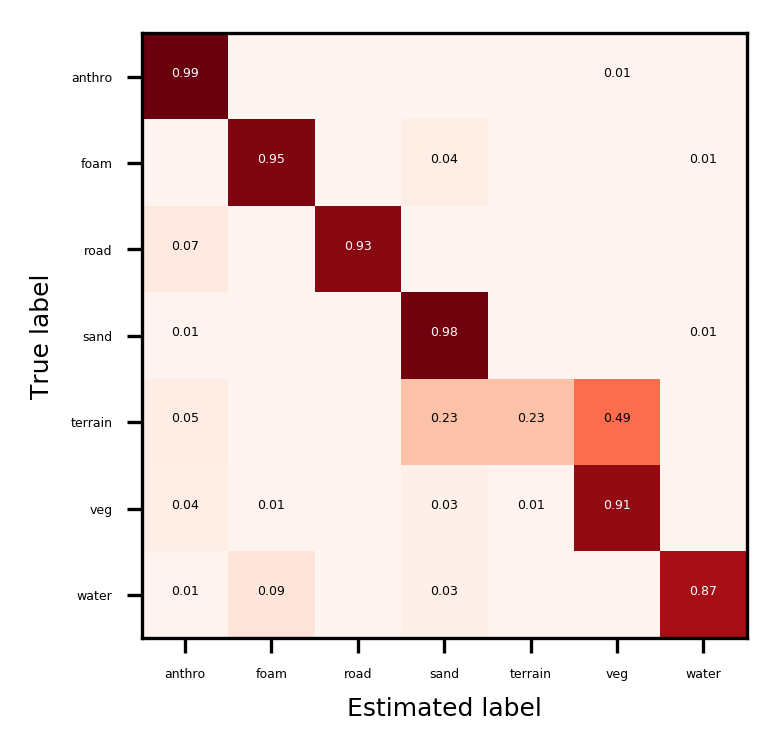 anthro 0.99 0.01
foam 0.95 0.04 0.01
road 0.07 0.93
sand 0.01 0.98 0.01
terrain 0.05 0.23 0.23 0.49
veg 0.04 0.01 0.03 0.01 0.91
water 0.01 0.09 0.03 0.87
True label
anthro foam road sand terrain veg water
Estimated label